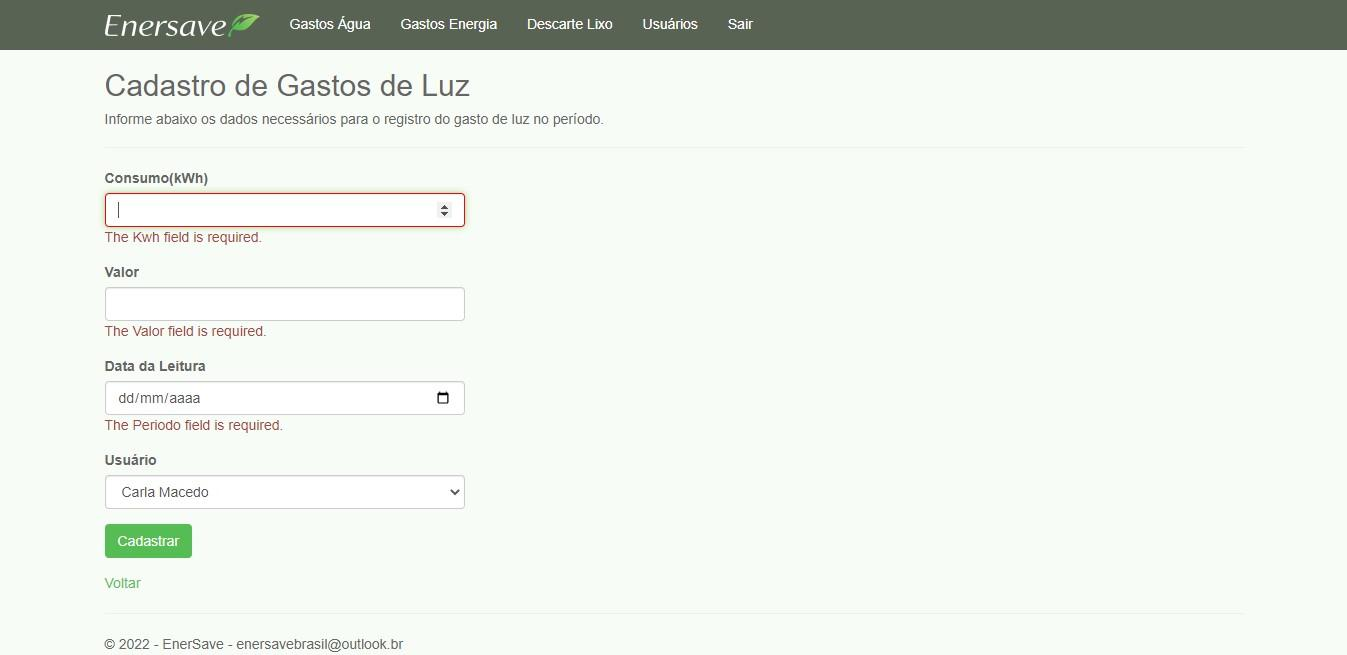 Enersave Gastos Água Gastos Energia Descarte Lixo Usuários Sair
Cadastro de Gastos de Luz
Informe abaixo os dados necessários para o registro do gasto de luz no período.
Consumo(kWh)
The Kwh field is required.
Valor
The Valor field is required.
Data da Leitura
dd/mm/aaaa
The Periodo field is required.
Usuário
Carla Macedo
Cadastrar
Voltar
© 2022 - EnerSave - enersavebrasil@outlook.br